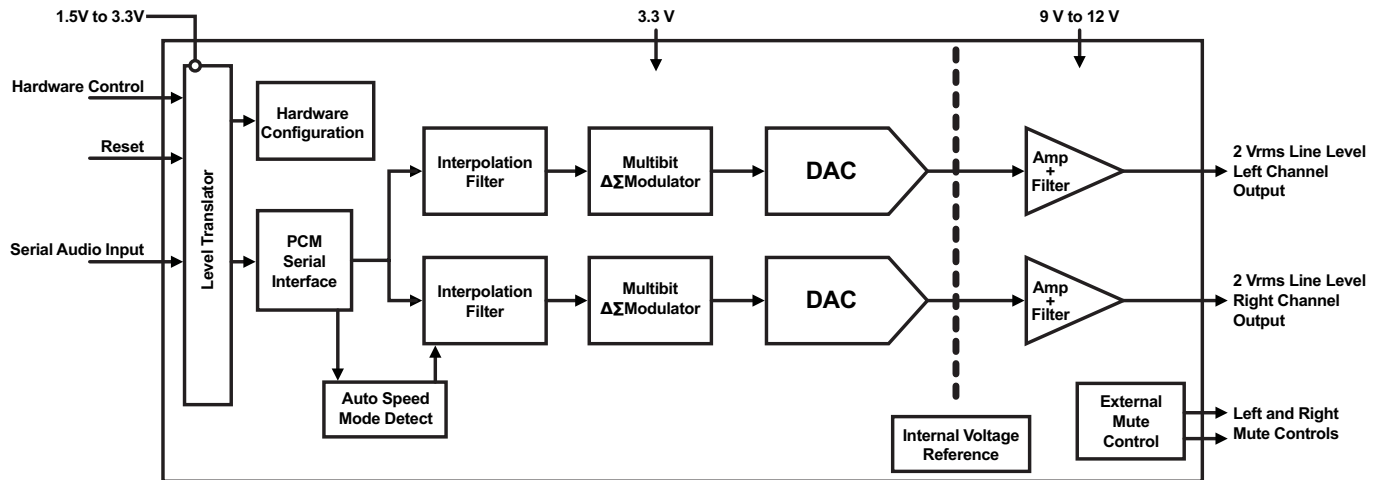 1.5V to 3.3V
3.3 V
9 V to 12 V
Hardware Control
Reset
Serial Audio Input
Level Translator
Hardware
Configuration
PCM
Serial
Interface
Auto Speed
Mode Detect
Interpolation
Filter
Multibit
ΔΣModulator
DAC
Amp
+
Filter
2 Vrms Line Level
Left Channel
Output
Interpolation
Filter
Multibit
ΔΣModulator
DAC
Amp
+
Filter
2 Vrms Line Level
Right Channel
Output
Internal Voltage
Reference
External
Mute
Control
Left and Right
Mute Controls